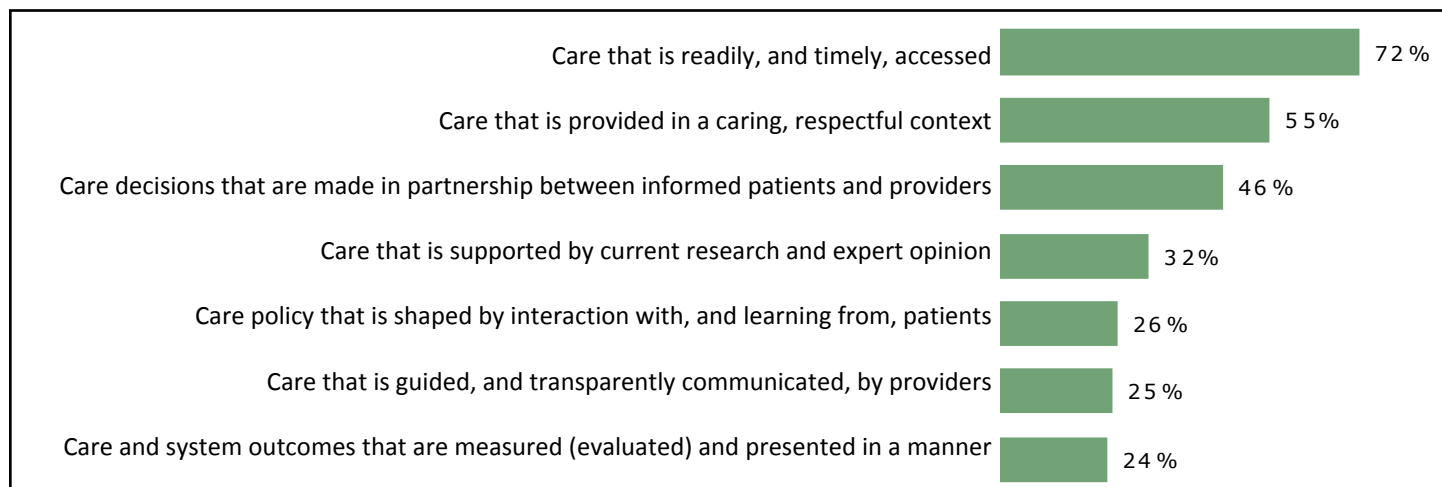 Care that is readily, and timely, accessed 72%
Care that is provided in a caring, respectful context 55%
Care decisions that are made in partnership between informed patients and providers 46%
Care that is supported by current research and expert opinion 32%
Care policy that is shaped by interaction with, and learning from, patients 26%
Care that is guided, and transparently communicated, by providers 25%
Care and system outcomes that are measured (evaluated) and presented in a manner 24%